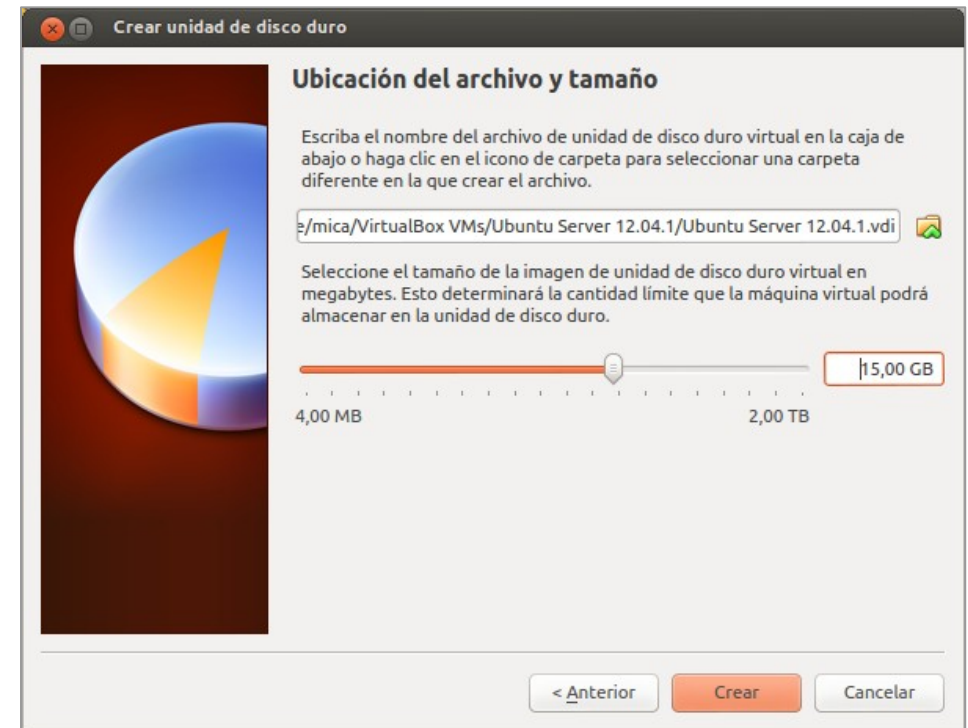 Crear unidad de disco duro
Ubicación del archivo y tamaño
Escriba el nombre del archivo de unidad de disco duro virtual en la caja de
abajo o haga clic en el icono de carpeta para seleccionar una carpeta
diferente en la que crear el archivo.
e/mica/VirtualBox VMs/Ubuntu Server 12.04.1/Ubuntu Server 12.04.1.vdi
Seleccione el tamaño de la imagen de unidad de disco duro virtual en
megabytes. Esto determinará la cantidad límite que la máquina virtual podrá
almacenar en la unidad de disco duro.
15,00 GB
4,00 MB 2,00 TB
< Anterior Crear Cancelar